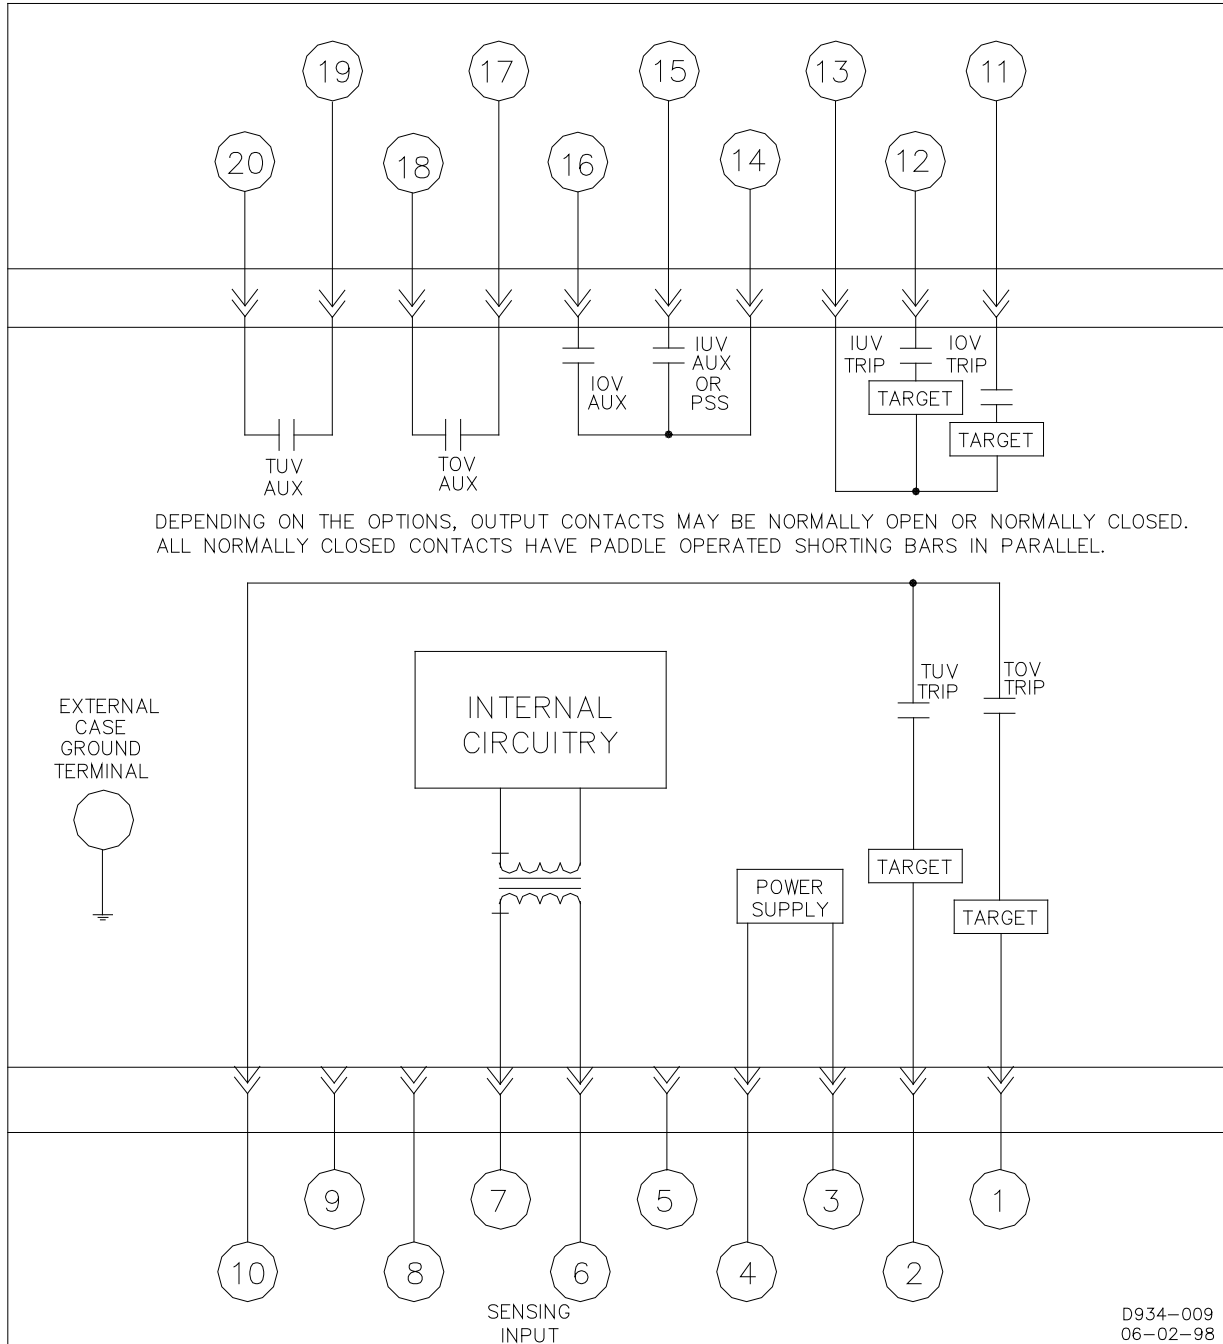 19
17
15
13
11
20
18
16
14
12
IUV
TRIP
IOV
TRIP
IUV
AUX
OR
PSS
IOV
AUX
TARGET
TARGET
TUV
AUX
TOV
AUX
DEPENDING ON THE OPTIONS, OUTPUT CONTACTS MAY BE NORMALLY OPEN OR NORMALLY CLOSED.
ALL NORMALLY CLOSED CONTACTS HAVE PADDLE OPERATED SHORTING BARS IN PARALLEL.
TUV
TRIP
TOV
TRIP
INTERNAL
CIRCUITRY
EXTERNAL
CASE
GROUND
TERMINAL
TARGET
POWER
SUPPLY
TARGET
9
7
5
3
1
10
8
6
4
2
SENSING
INPUT
D934-009
06-02-98